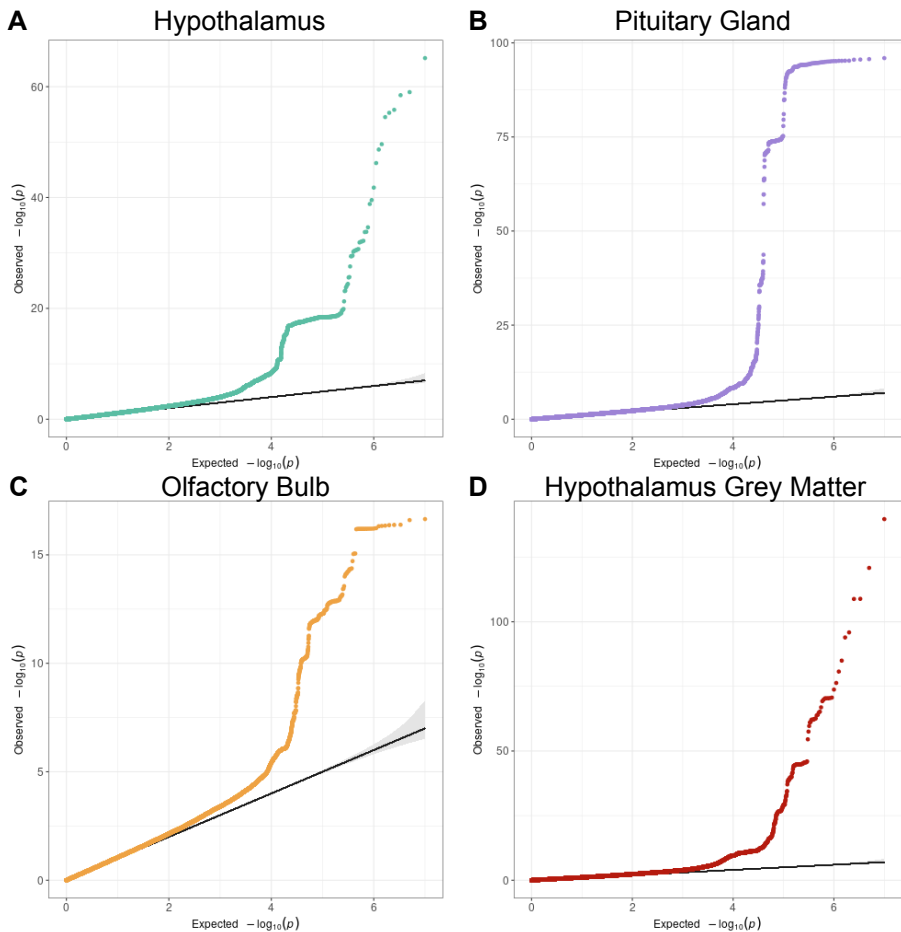 A Hypothalamus
B Pituitary Gland
60
40
20
0
Observed −log10(p)
0 2 4 6
Expected −log10(p)
100
75
50
25
0
Observed −log10(p)
0 2 4 6
Expected −log10(p)
C Olfactory Bulb
D Hypothalamus Grey Matter
15
10
5
0
Observed −log10(p)
0 2 4 6
Expected −log10(p)
100
50
0
Observed −log10(p)
0 2 4 6
Expected −log10(p)